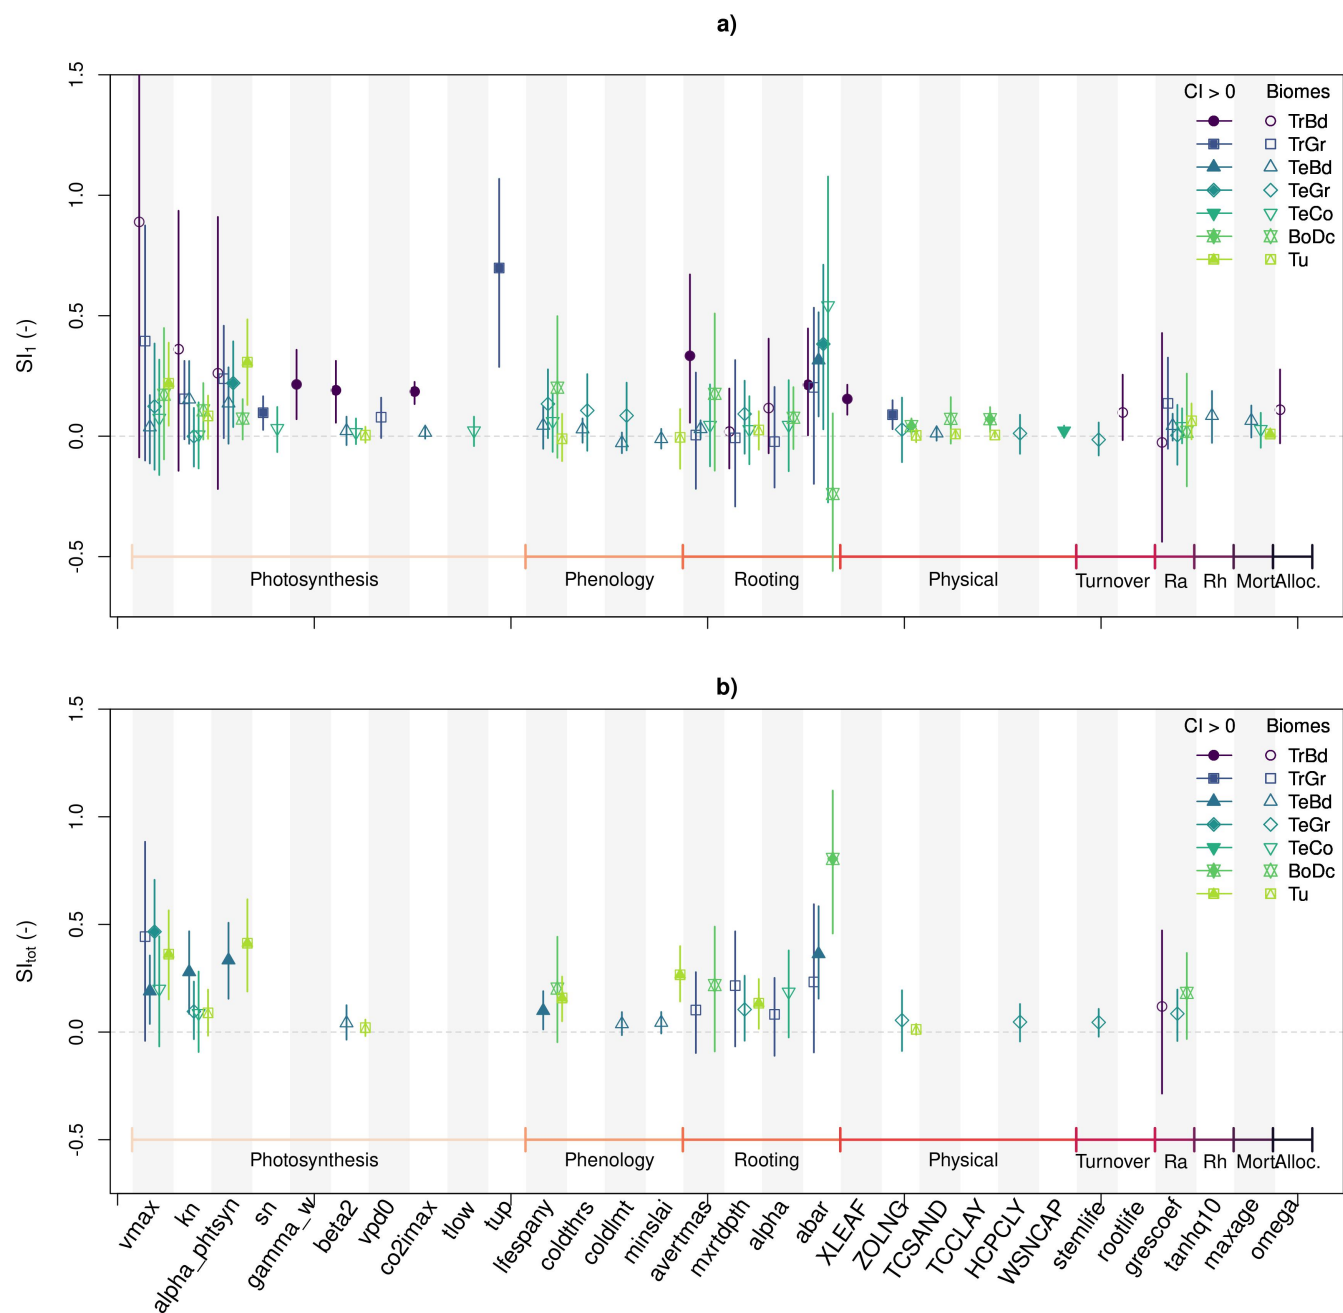 a)
SI1 (-)
1.5
1.0
0.5
0.0
-0.5
CI > 0 Biomes
TrBd
TrGr
TeBd
TeGr
TeCo
BoDc
Tu
Photosynthesis Phenology Rooting Physical Turnover Ra Rh Mort Alloc.
b)
SItot (-)
1.5
1.0
0.5
0.0
-0.5
CI > 0 Biomes
TrBd
TrGr
TeBd
TeGr
TeCo
BoDc
Tu
Photosynthesis Phenology Rooting Physical Turnover Ra Rh Mort Alloc.
vmax
kn
alpha_phtsyn
sn
gamma_w
beta2
vpd0
co2imax
tlow
tup
lfespany
coldthrs
coldlmt
minslai
avertmas
mxrtdpth
alpha
abar
XLEAF
ZOLNG
TCSAND
TCCLAY
HCPCLY
WSNCAP
stemlife
rootlife
grescoef
tanhq10
maxage
omega